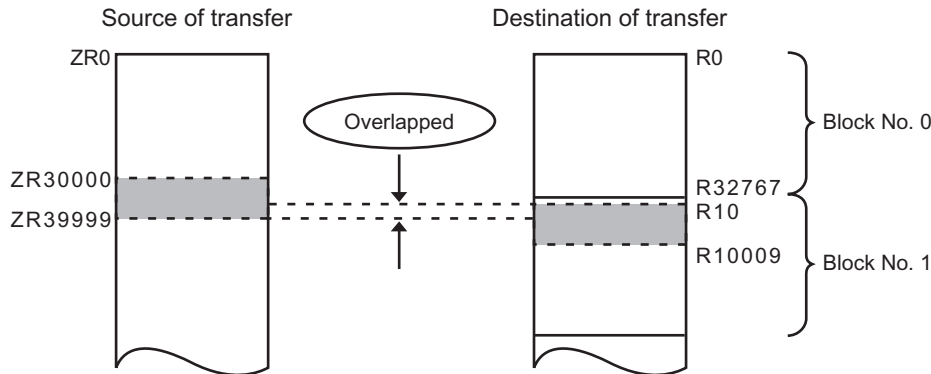 Source of transfer
Destination of transfer
ZR0
R0
Block No. 0
Overlapped
ZR30000
R32767
ZR39999
R10
R10009
Block No. 1